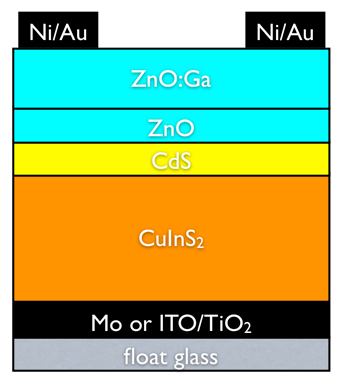 Ni/Au Ni/Au
ZnO:Ga
ZnO
CdS
CuInS₂
Mo or ITO/TiO₂
float glass